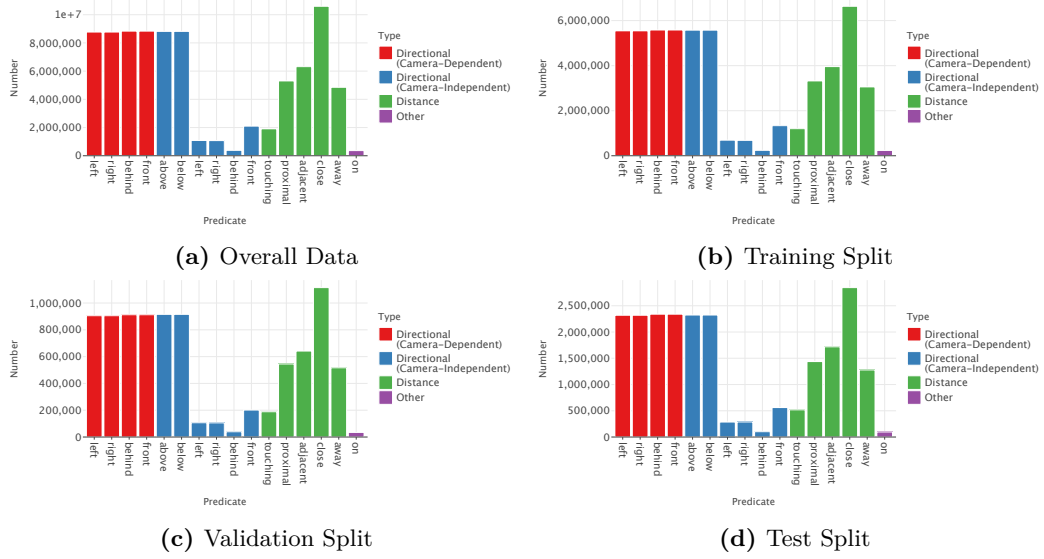 1e+7
8,000,000
6,000,000
4,000,000
2,000,000
0
Number
left
right
behind
front
above
below
left
right
behind
front
touching
proximal
adjacent
close
away
on
Predicate
Type
Directional
(Camera-Dependent)
Directional
(Camera-Independent)
Distance
Other
(a) Overall Data
6,000,000
4,000,000
2,000,000
0
Number
left
right
behind
front
above
below
left
right
behind
front
touching
proximal
adjacent
close
away
on
Predicate
Type
Directional
(Camera-Dependent)
Directional
(Camera-Independent)
Distance
Other
(b) Training Split
1,000,000
800,000
600,000
400,000
200,000
0
Number
left
right
behind
front
above
below
left
right
behind
front
touching
proximal
adjacent
close
away
on
Predicate
Type
Directional
(Camera-Dependent)
Directional
(Camera-Independent)
Distance
Other
(c) Validation Split
2,500,000
2,000,000
1,500,000
1,000,000
500,000
0
Number
left
right
behind
front
above
below
left
right
behind
front
touching
proximal
adjacent
close
away
on
Predicate
Type
Directional
(Camera-Dependent)
Directional
(Camera-Independent)
Distance
Other
(d) Test Split